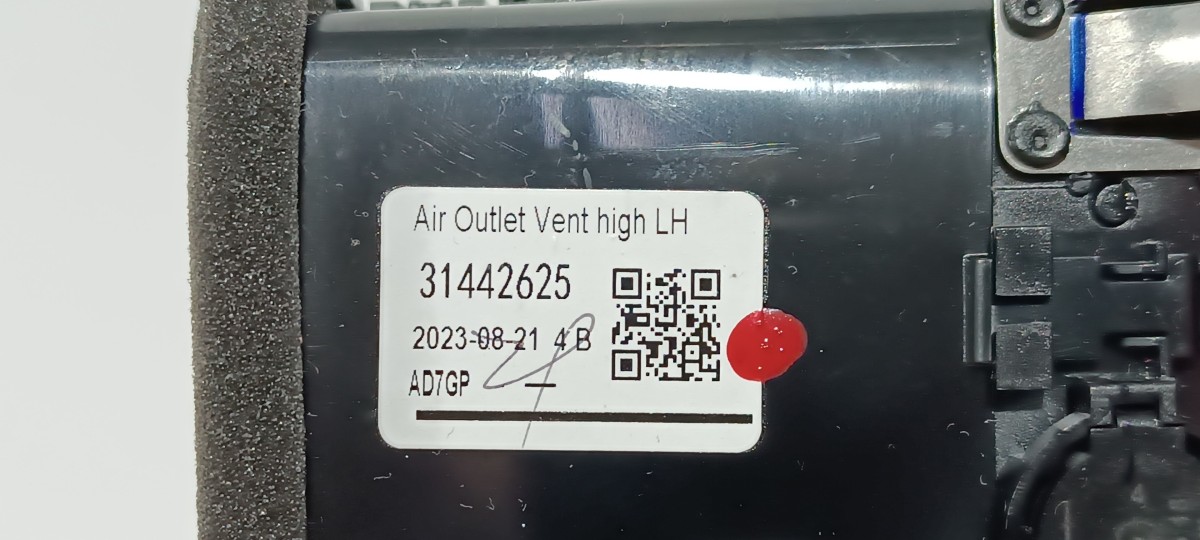 Air Outlet Vent high LH
31442625
2023-08-21 4 B
AD7GP —